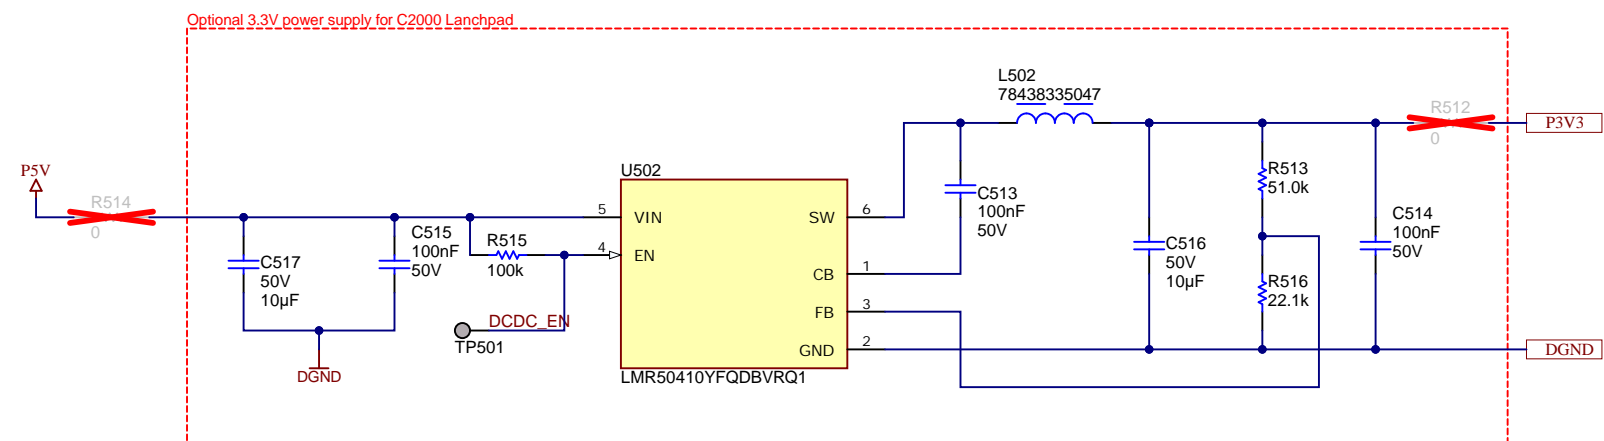 Optional 3.3V power supply for C2000 Lanchpad
L502
78438335047
R512
0
P3V3
P5V
R514
0
U502
5
VIN
4
EN
SW
6
CB
1
FB
3
GND
2
LMR50410YFQDBVRQ1
C513
100nF
50V
R513
51.0k
C514
100nF
50V
C516
50V
10µF
R516
22.1k
C517
50V
10µF
C515
100nF
50V
R515
100k
DCDC_EN
TP501
DGND
DGND